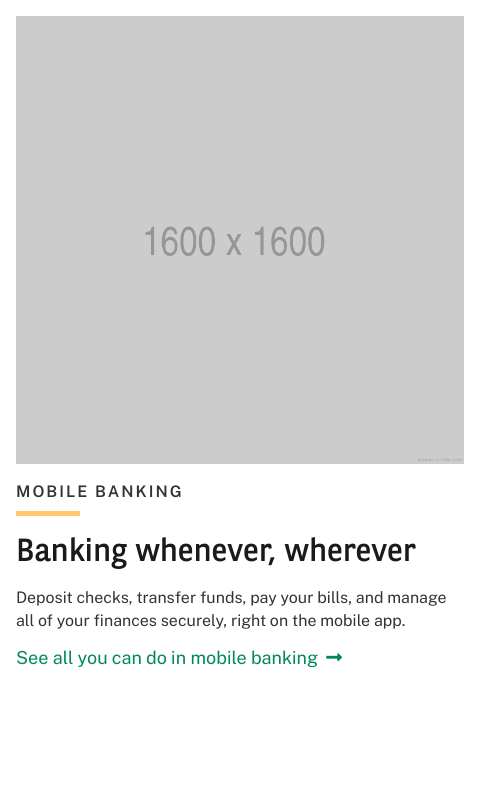 1600 x 1600
MOBILE BANKING
Banking whenever, wherever
Deposit checks, transfer funds, pay your bills, and manage
all of your finances securely, right on the mobile app.
See all you can do in mobile banking